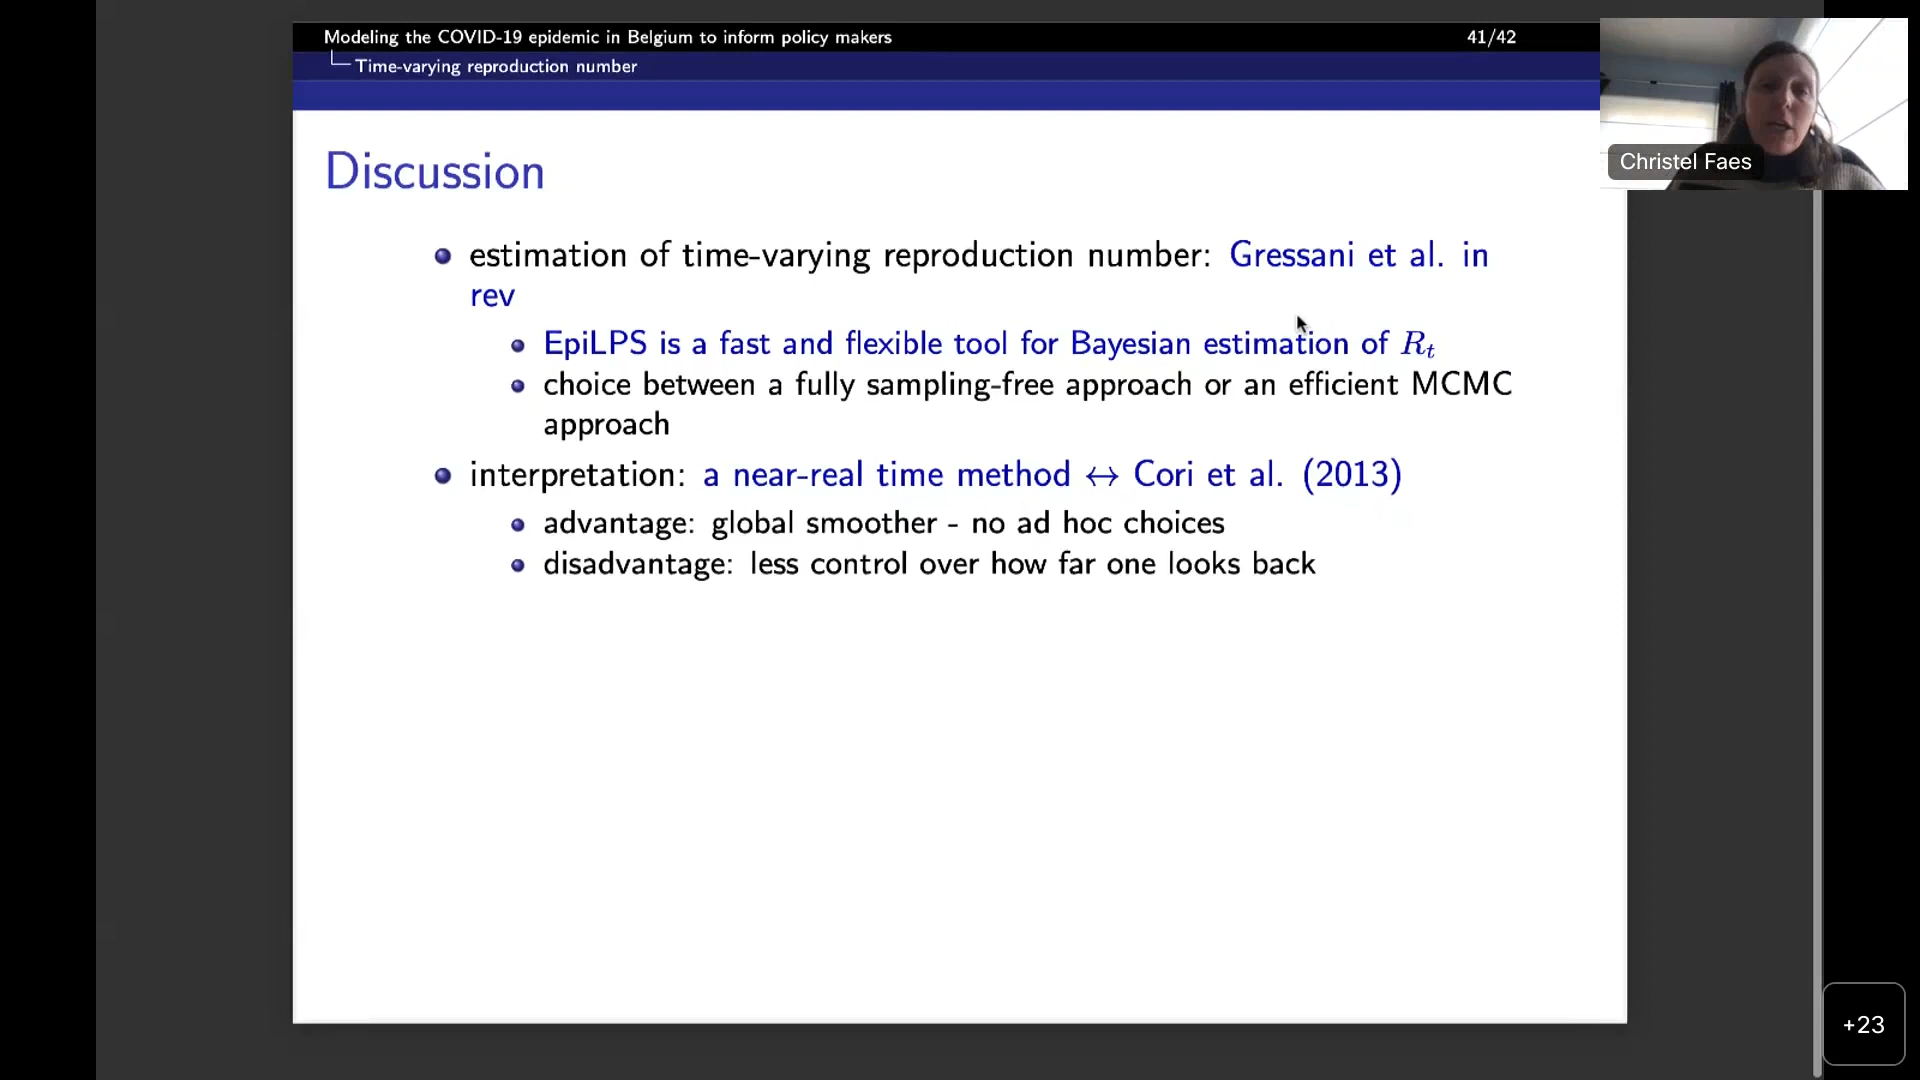 Modeling the COVID-19 epidemic in Belgium to inform policy makers 41/42
Time-varying reproduction number
Christel Faes
Discussion
estimation of time-varying reproduction number: Gressani et al. in
rev
EpiLPS is a fast and flexible tool for Bayesian estimation of Rt
choice between a fully sampling-free approach or an efficient MCMC
approach
interpretation: a near-real time method ↔ Cori et al. (2013)
advantage: global smoother - no ad hoc choices
disadvantage: less control over how far one looks back
+23